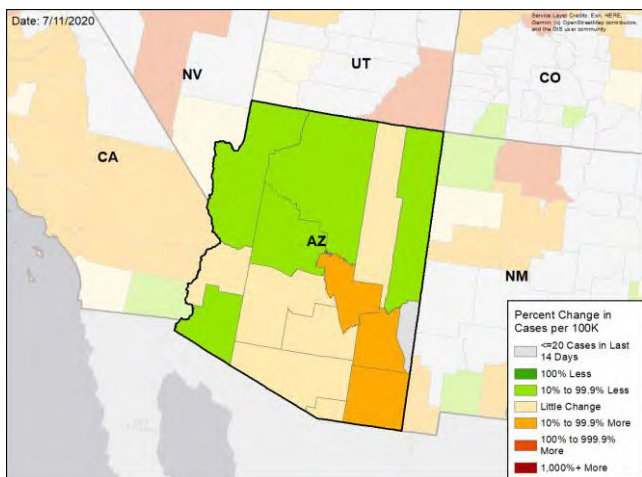 Date: 7/11/2020
Service Layer Credits: Esri, HERE,
Garmin, (c) OpenStreetMap contributors,
and the GIS user community
NV
UT
CO
CA
AZ
NM
Percent Change in
Cases per 100K
<=20 Cases in Last
14 Days
100% Less
10% to 99.9% Less
Little Change
10% to 99.9% More
100% to 999.9%
More
1,000%+ More